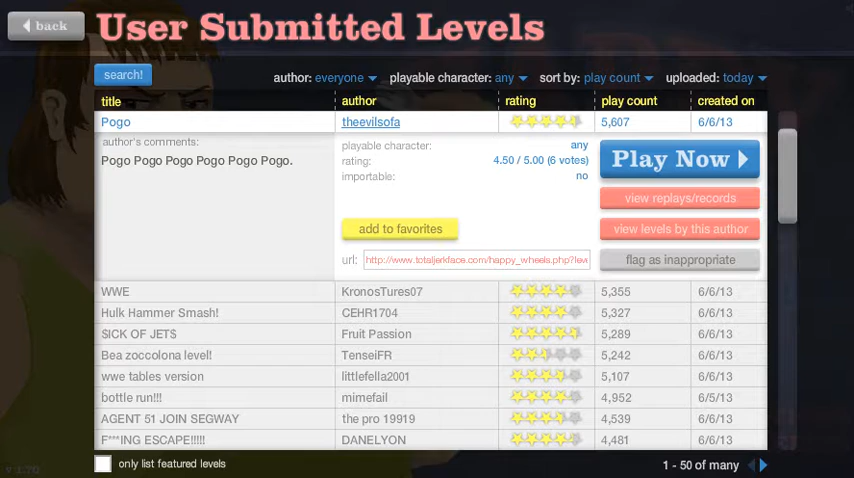 back
User Submitted Levels
search!
author: everyone playable character: any sort by: play count uploaded: today
title author rating play count created on
Pogo theevilsofa 5,607 6/6/13
author's comments:
Pogo Pogo Pogo Pogo Pogo Pogo.
playable character: any
rating: 4.50 / 5.00 (6 votes)
importable: no
add to favorites
url: http://www.totaljerkface.com/happy_wheels.php?leve
Play Now
view replays/records
view levels by this author
flag as inappropriate
WWE KronosTures07 5,355 6/6/13
Hulk Hammer Smash! CEHR1704 5,327 6/6/13
SICK OF JET$ Fruit Passion 5,289 6/6/13
Bea zoccolona level! TenseiFR 5,242 6/6/13
wwe tables version littlefella2001 5,107 6/6/13
bottle run!!! mimefail 4,952 6/5/13
AGENT 51 JOIN SEGWAY the pro 19919 4,539 6/6/13
F***ING ESCAPE!!!!! DANELYON 4,481 6/6/13
v 1.70
only list featured levels
1 - 50 of many